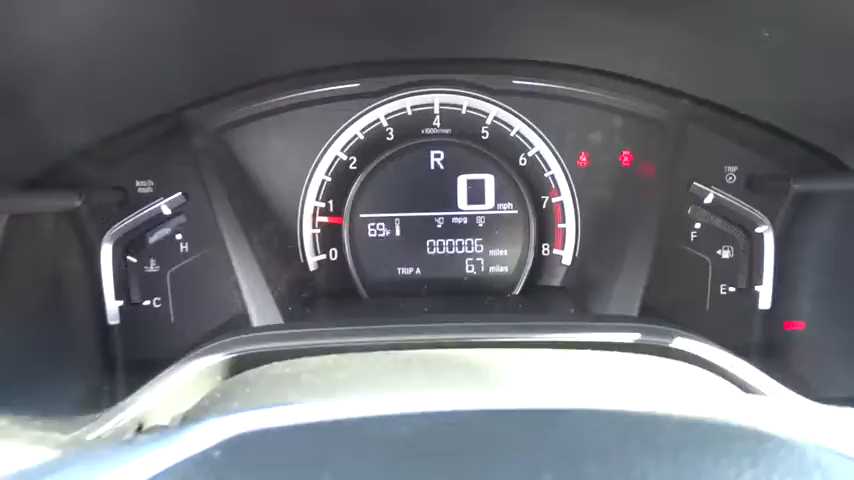 4
3
5
x1000r/min
2
6
R
1
7
0
mph
0
40
mpg
80
69°F
000006 miles
0
8
TRIP A
6.7 miles
km/h
mph
H
C
TRIP
F
E